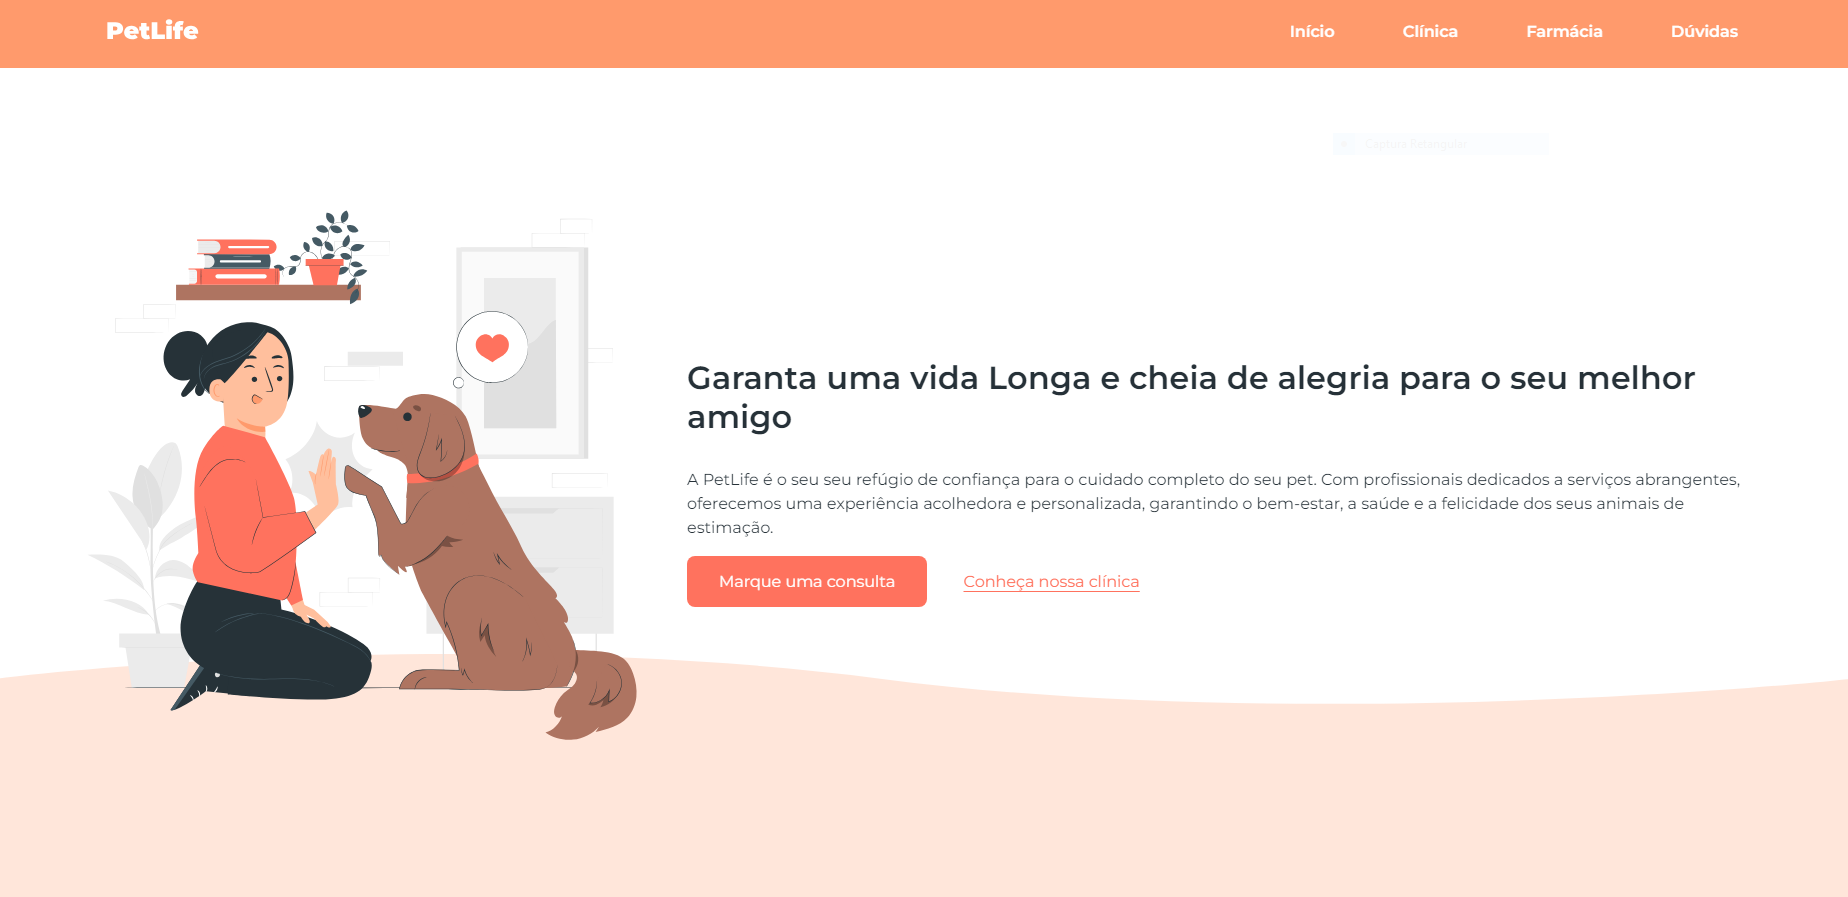 PetLife
Início
Clínica
Farmácia
Dúvidas
Captura Retangular
Garanta uma vida Longa e cheia de alegria para o seu melhor
amigo
A PetLife é o seu seu refúgio de confiança para o cuidado completo do seu pet. Com profissionais dedicados a serviços abrangentes,
oferecemos uma experiência acolhedora e personalizada, garantindo o bem-estar, a saúde e a felicidade dos seus animais de
estimação.
Marque uma consulta
Conheça nossa clínica